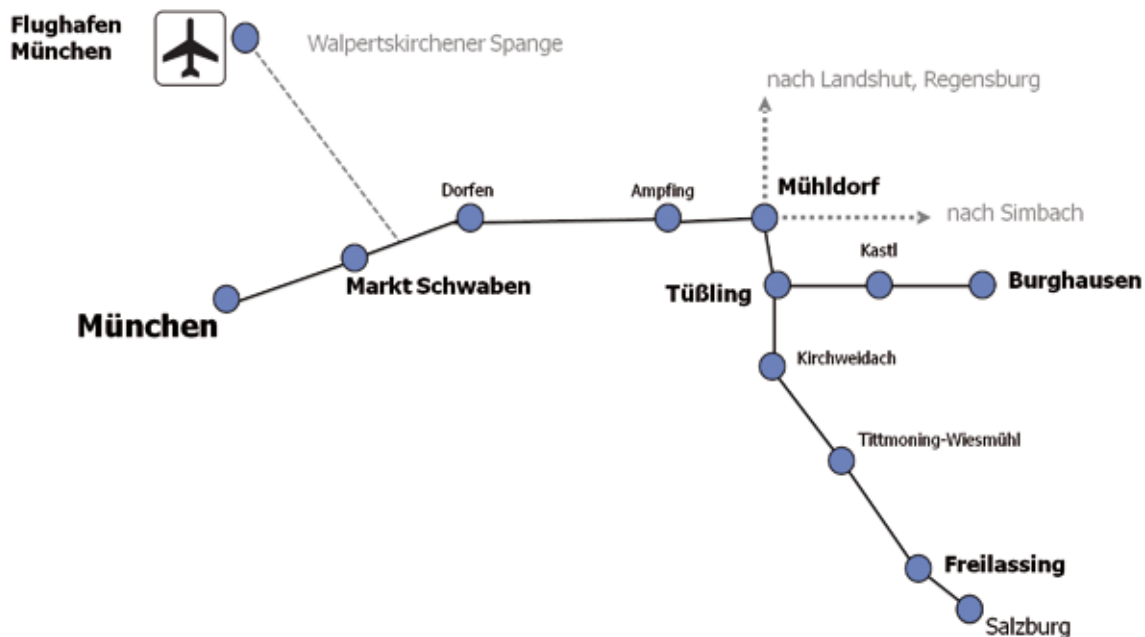 Flughafen
München
Walpertskirchener Spange
nach Landshut, Regensburg
Dorfen
Ampfing
Mühldorf
nach Simbach
Kastl
Markt Schwaben
Tüßling
Burghausen
München
Kirchweidach
Tittmoning-Wiesmühl
Freilassing
Salzburg